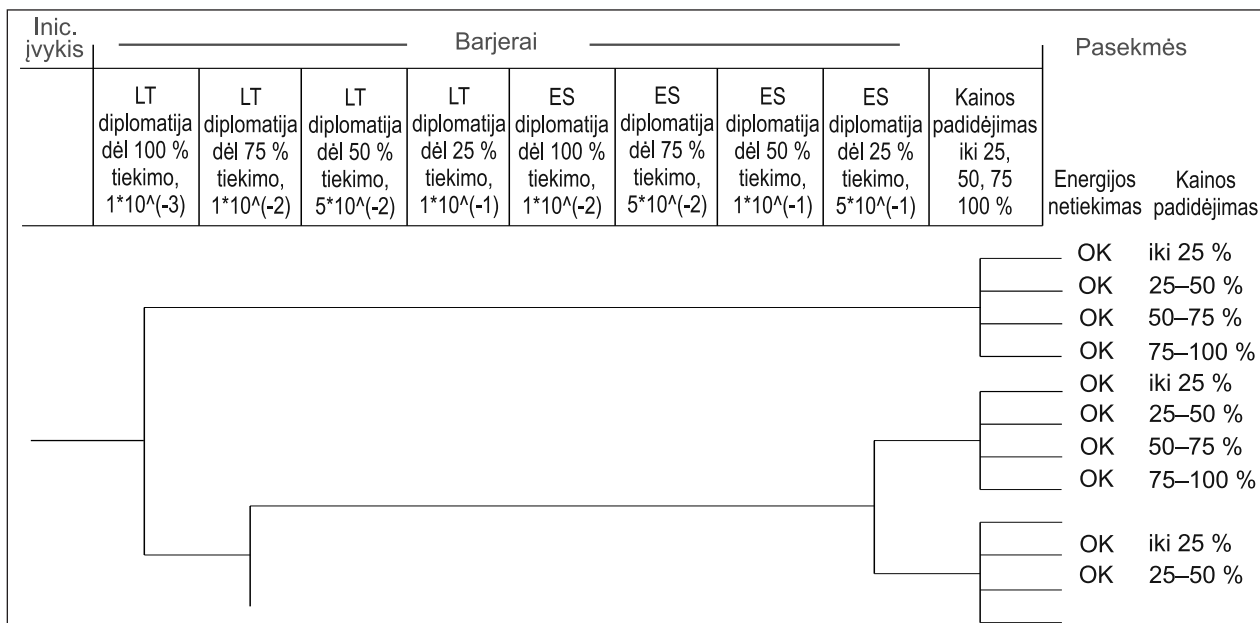 Inic.
įvykis
Barjerai
Pasekmės
LT
diplomatija
dėl 100 %
tiekimo,
1*10^(-3)
LT
diplomatija
dėl 75 %
tiekimo,
1*10^(-2)
LT
diplomatija
dėl 50 %
tiekimo,
5*10^(-2)
LT
diplomatija
dėl 25 %
tiekimo,
1*10^(-1)
ES
diplomatija
dėl 100 %
tiekimo,
1*10^(-2)
ES
diplomatija
dėl 75 %
tiekimo,
5*10^(-2)
ES
diplomatija
dėl 50 %
tiekimo,
1*10^(-1)
ES
diplomatija
dėl 25 %
tiekimo,
5*10^(-1)
Kainos
padidėjimas
iki 25,
50, 75
100 %
Energijos
netiekimas
Kainos
padidėjimas
OK iki 25 %
OK 25–50 %
OK 50–75 %
OK 75–100 %
OK iki 25 %
OK 25–50 %
OK 50–75 %
OK 75–100 %
OK iki 25 %
OK 25–50 %